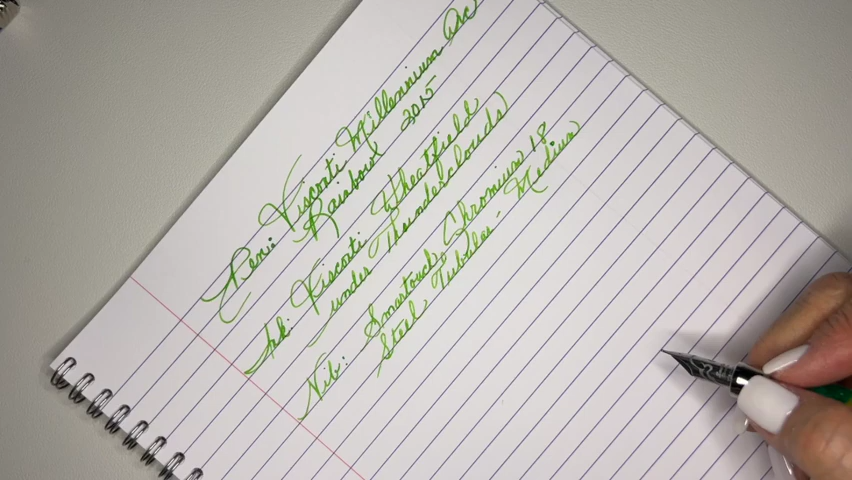 Pen: Visconti Millennium Arc
Rainbow 2015
Ink: Visconti Wheatfield
under Thunderclouds)
Nib: Smartouch Chromium 18
Steel Tubular - Medium